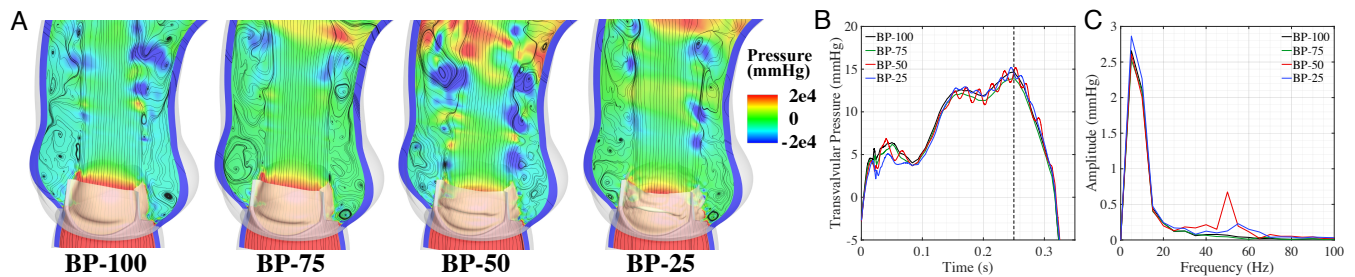 A
Pressure
(mmHg)
2e4
0
-2e4
BP-100
BP-75
BP-50
BP-25
B
Transvalvular Pressure (mmHg)
20
15
10
5
0
-5
BP-100
BP-75
BP-50
BP-25
0
0.1
0.2
0.3
Time (s)
C
Amplitude (mmHg)
3
2.5
2
1.5
1
0.5
0
BP-100
BP-75
BP-50
BP-25
0
20
40
60
80
100
Frequency (Hz)